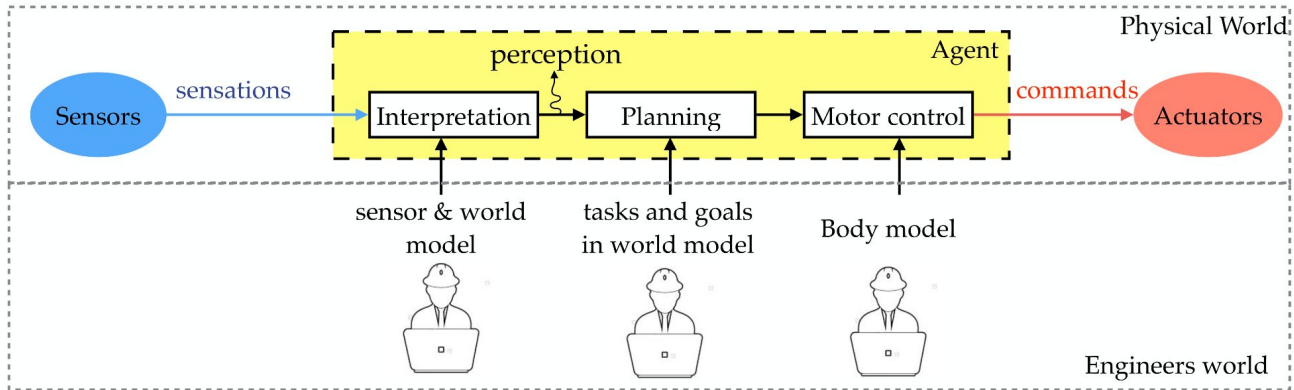 Physical World
Agent
perception
sensations
commands
Sensors
Interpretation
Planning
Motor control
Actuators
sensor & world
model
tasks and goals
in world model
Body model
Engineers world